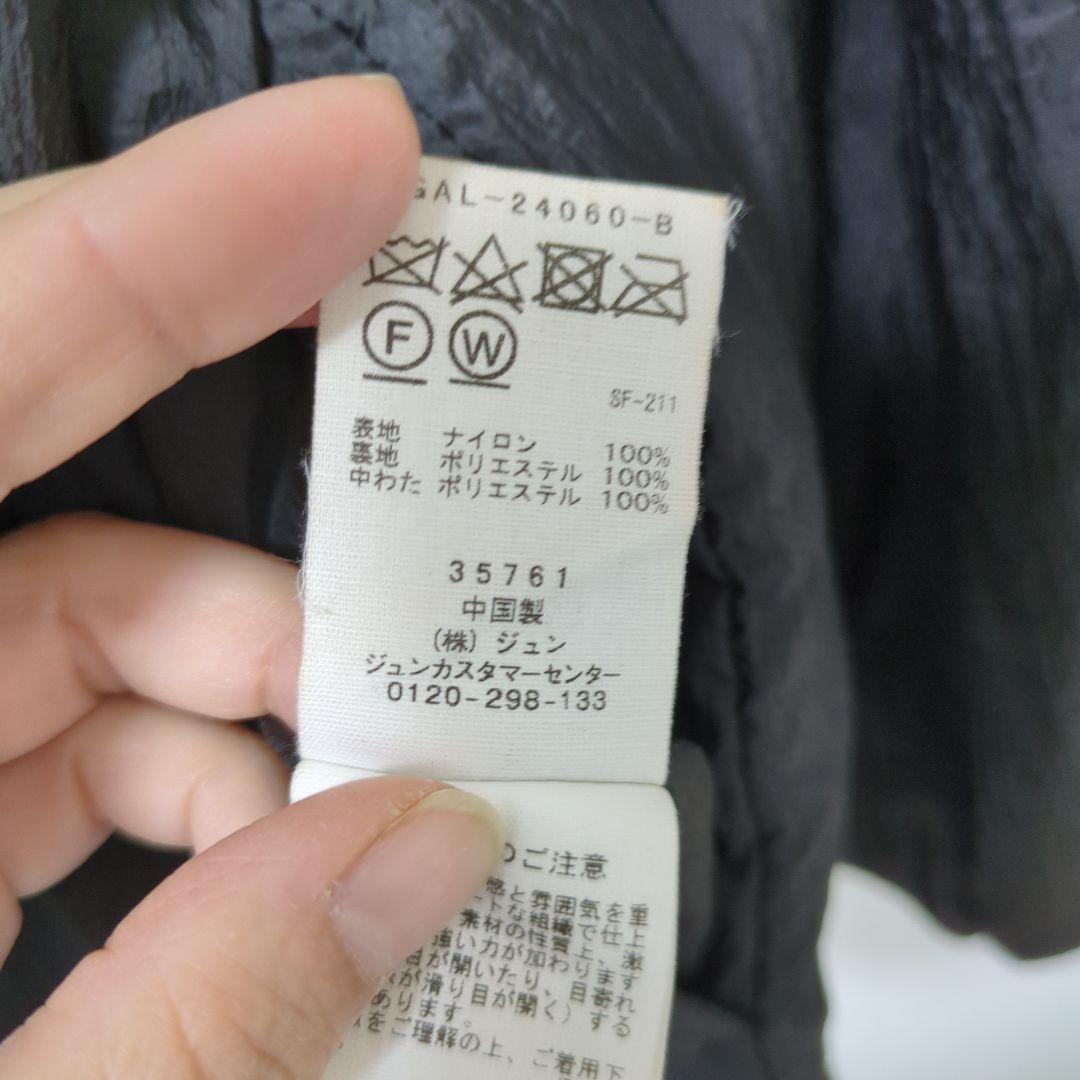 GAL-24060-B
F W
SF-211
表地 ナイロン 100%
裏地 ポリエステル 100%
中わた ポリエステル 100%
35761
中国製
(株) ジュン
ジュンカスタマーセンター
0120-298-133
のご注意
感と雰囲気を重
ートな組織で仕上
素材の性質上、激
強い力が加わります
目が開いたり、目寄れ
が滑り目が開く)する
あります。
をご理解の上、ご着用下